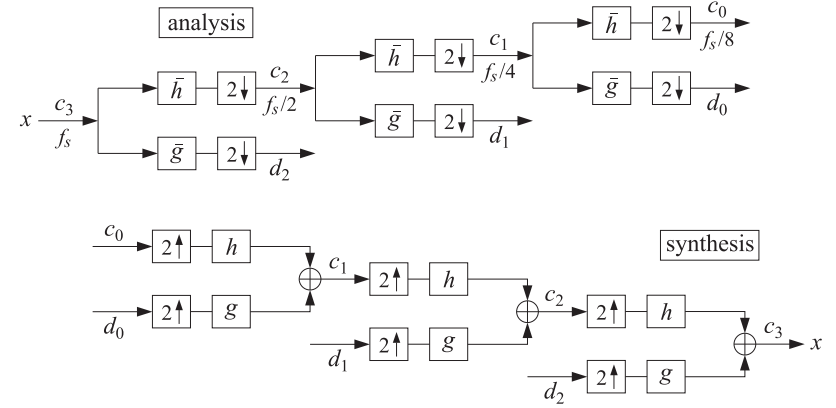 analysis
h̄ 2↓ c₀
fₛ/8
h̄ 2↓ c₁
fₛ/4
h̄ 2↓ c₂
fₛ/2
ḡ 2↓ d₀
x c₃
fₛ
ḡ 2↓ d₁
ḡ 2↓ d₂
synthesis
c₀ 2↑ h
c₁ 2↑ h
d₀ 2↑ g
c₂ 2↑ h
d₁ 2↑ g
c₃ x
d₂ 2↑ g